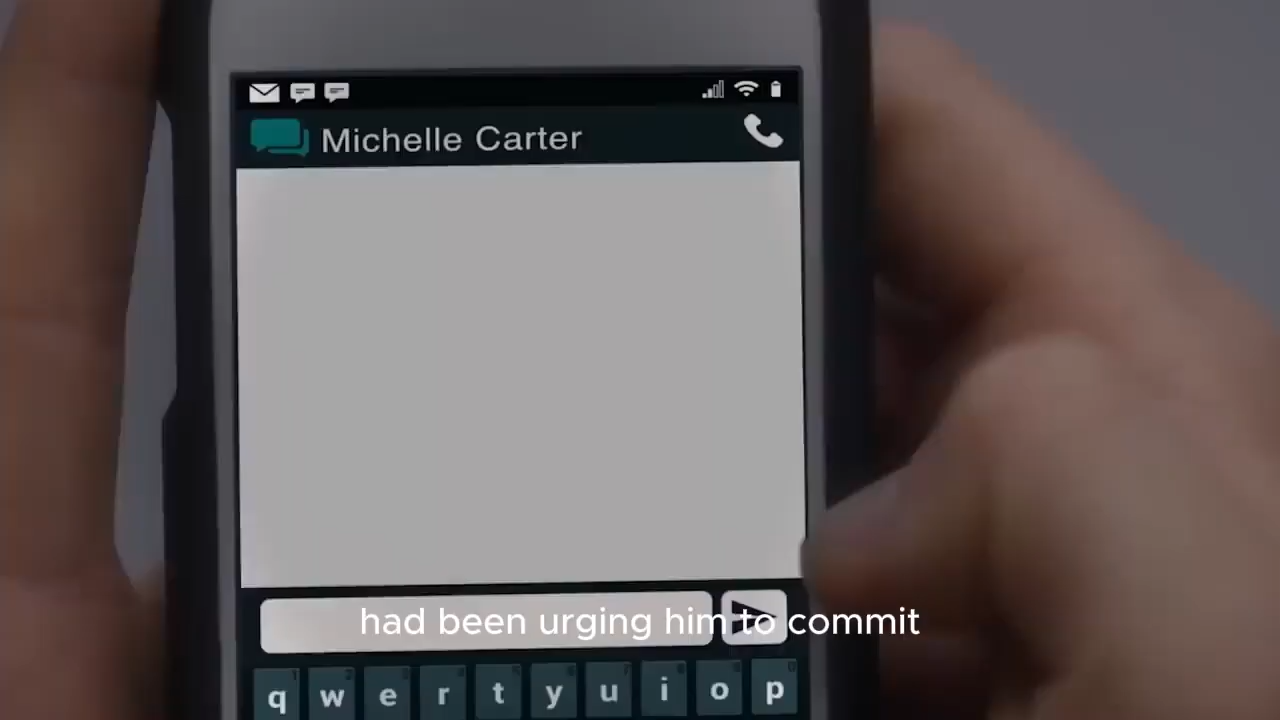 Michelle Carter
had been urging him to commit
q w e r t y u i o p